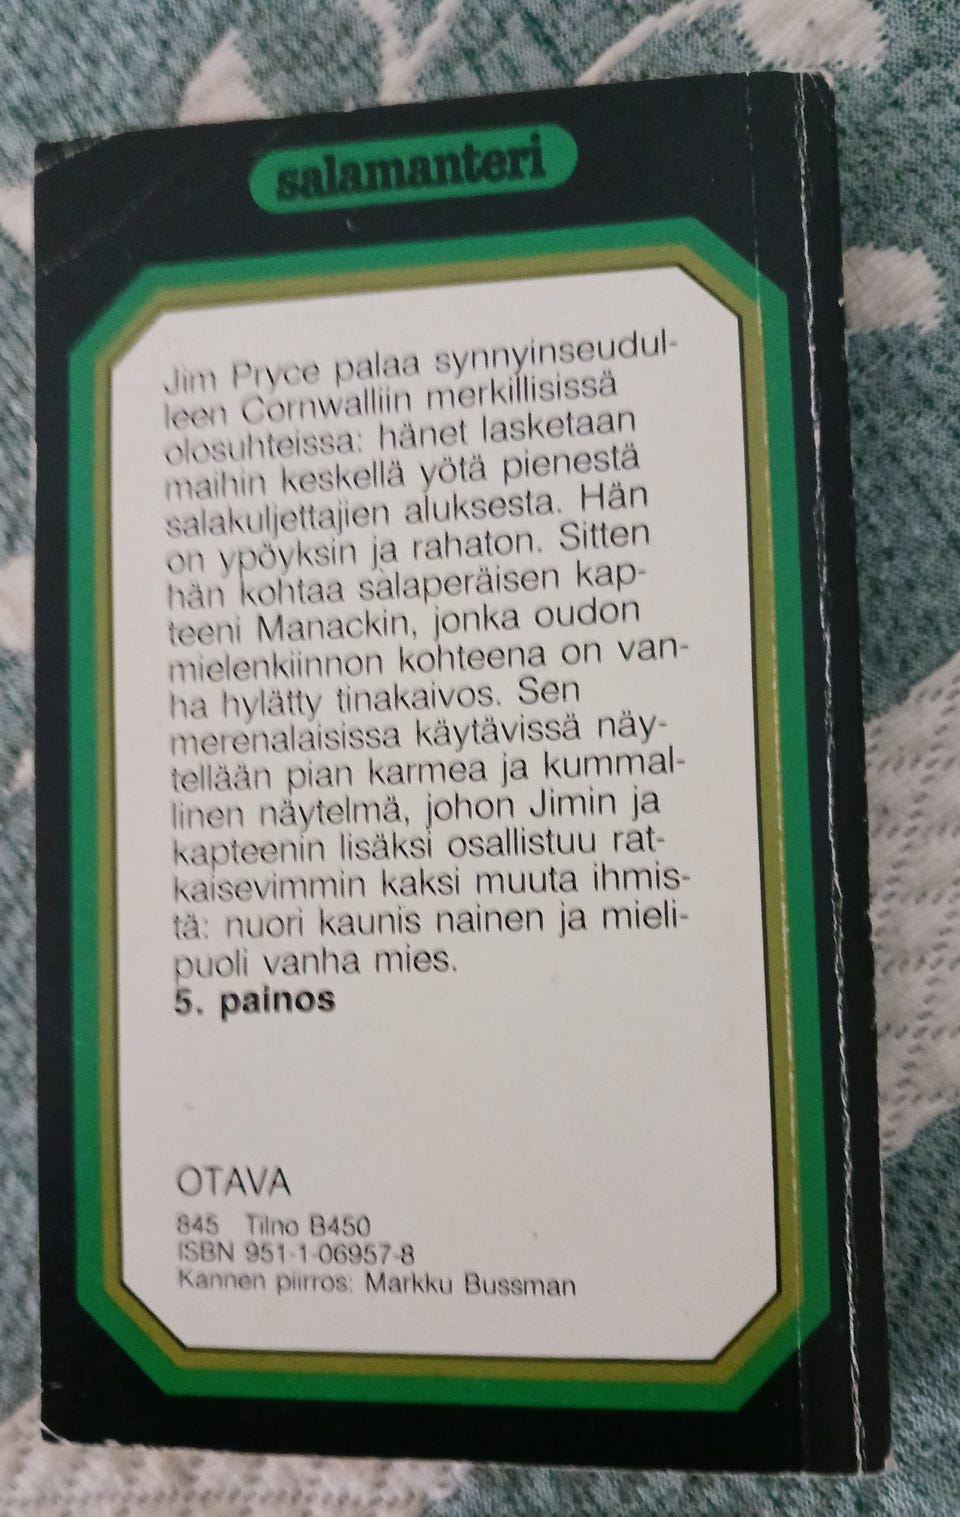 salamanteri
Jim Pryce palaa synnyinseudul-
leen Cornwalliin merkillisissä
olosuhteissa: hänet lasketaan
maihin keskellä yötä pienestä
salakuljettajien aluksesta. Hän
on ypöyksin ja rahaton. Sitten
hän kohtaa salaperäisen kap-
teeni Manackin, jonka oudon
mielenkiinnon kohteena on van-
ha hylätty tinakaivos. Sen
merenalaisissa käytävissä näy-
tellään pian karmea ja kummal-
linen näytelmä, johon Jimin ja
kapteenin lisäksi osallistuu rat-
kaisevimmin kaksi muuta ihmis-
tä: nuori kaunis nainen ja mieli-
puoli vanha mies.
5. painos
OTAVA
845 Tilno B450
ISBN 951-1-06957-8
Kannen piirros: Markku Bussman